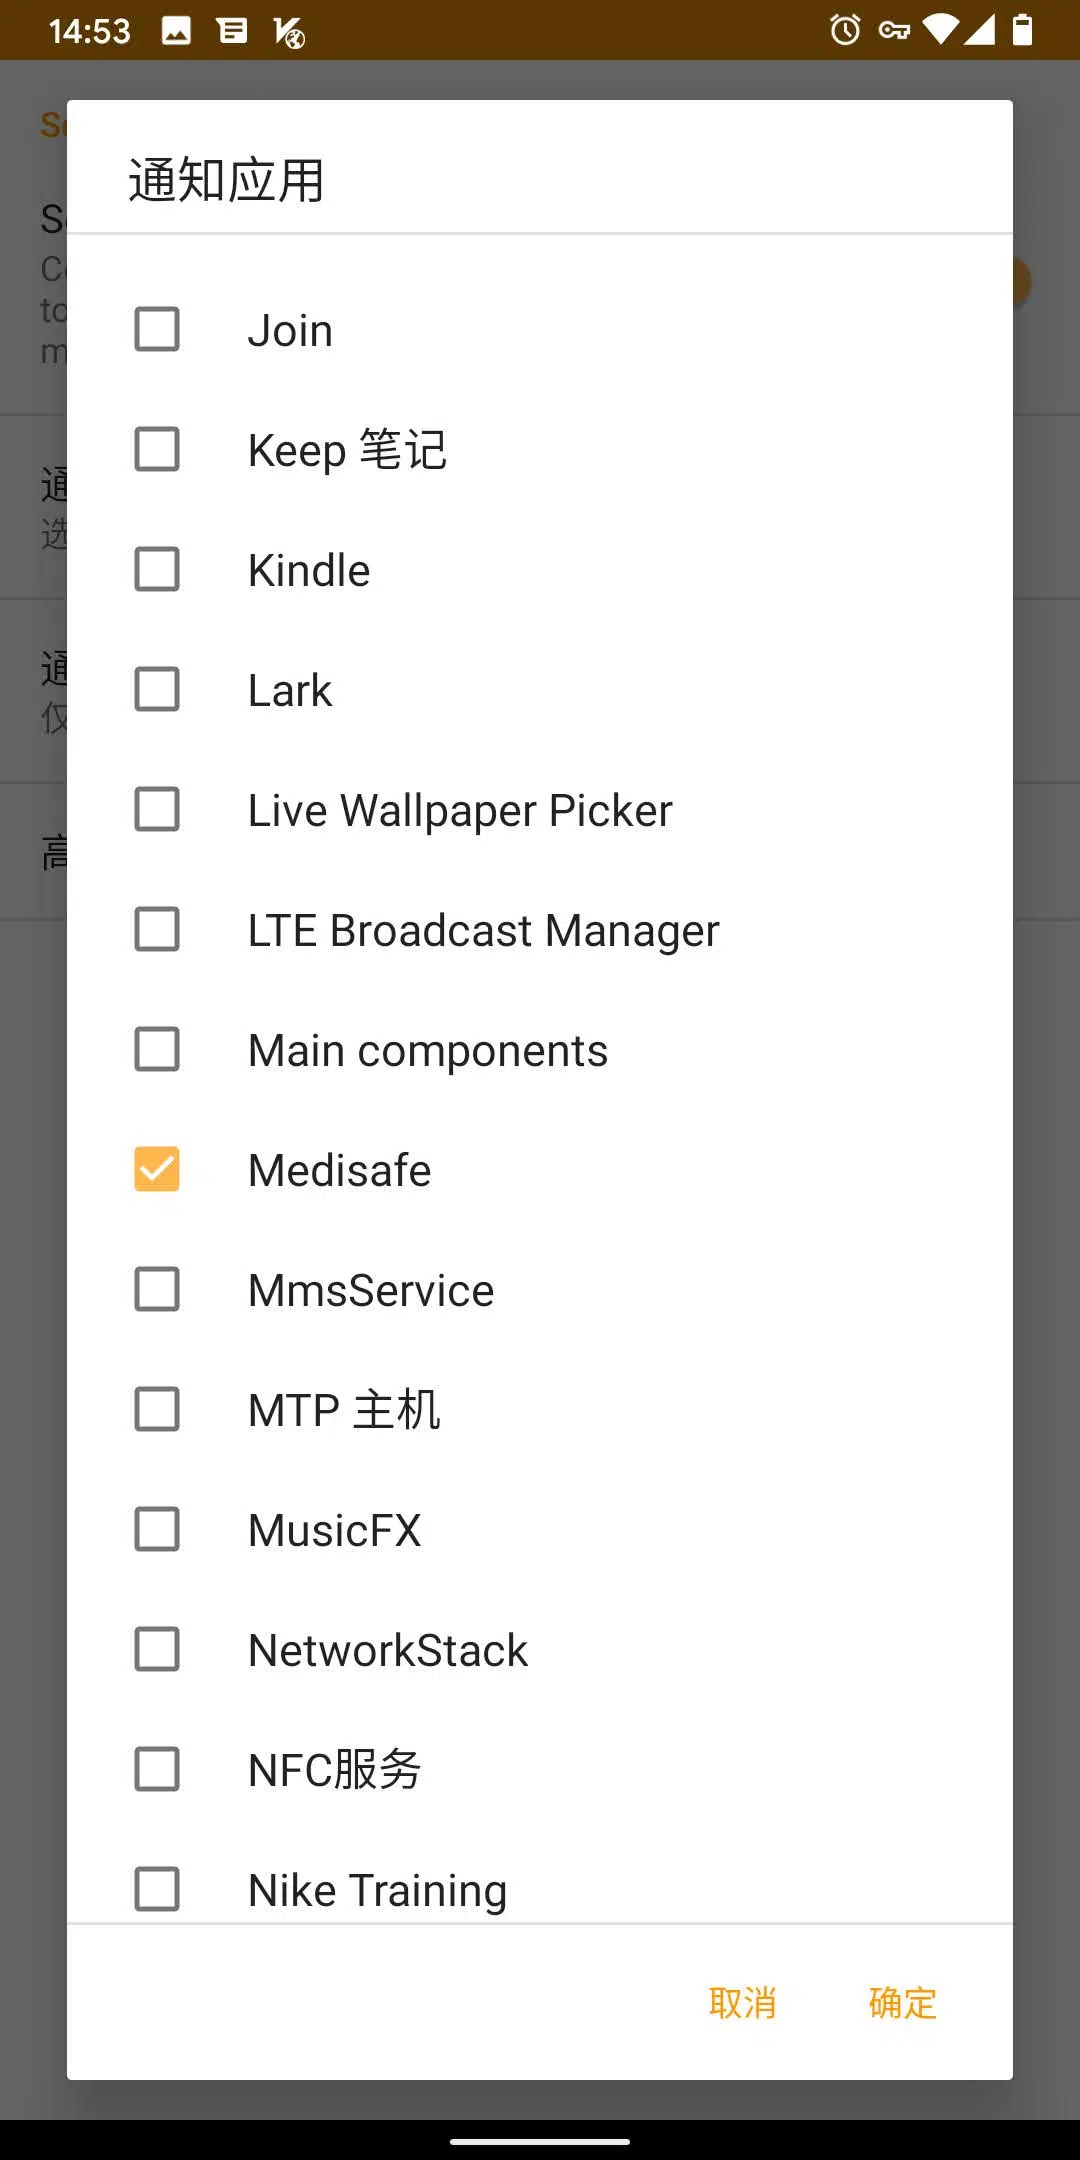 14:53
通知应用
Join
Keep 笔记
Kindle
Lark
Live Wallpaper Picker
LTE Broadcast Manager
Main components
Medisafe
MmsService
MTP 主机
MusicFX
NetworkStack
NFC服务
Nike Training
取消 确定